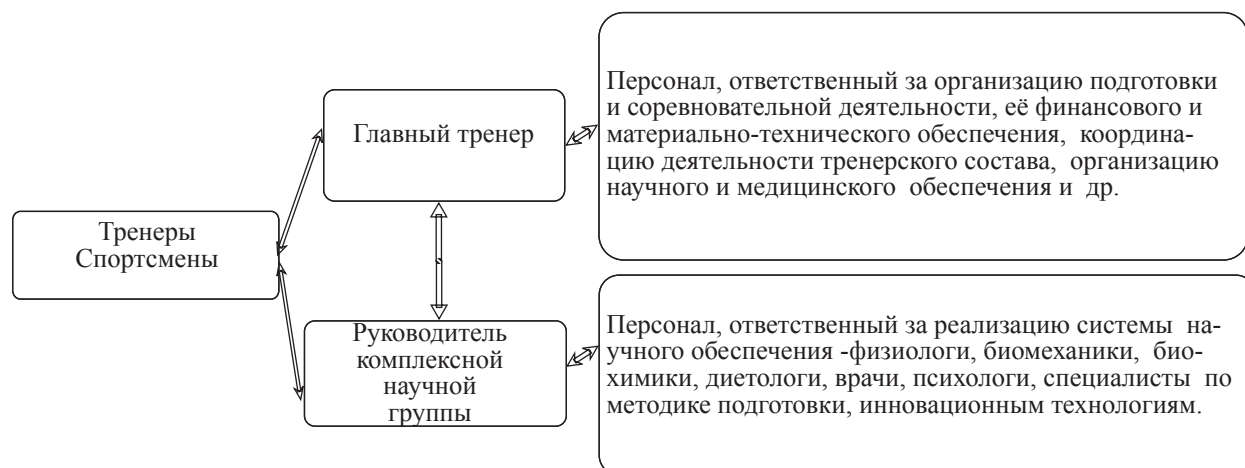 Тренеры
Спортсмены
Главный тренер
Персонал, ответственный за организацию подготовки
и соревновательной деятельности, её финансового и
материально-технического обеспечения, координа-
цию деятельности тренерского состава, организацию
научного и медицинского обеспечения и др.
Руководитель
комплексной
научной
группы
Персонал, ответственный за реализацию системы на-
учного обеспечения -физиологи, биомеханики, био-
химики, диетологи, врачи, психологи, специалисты по
методике подготовки, инновационным технологиям.